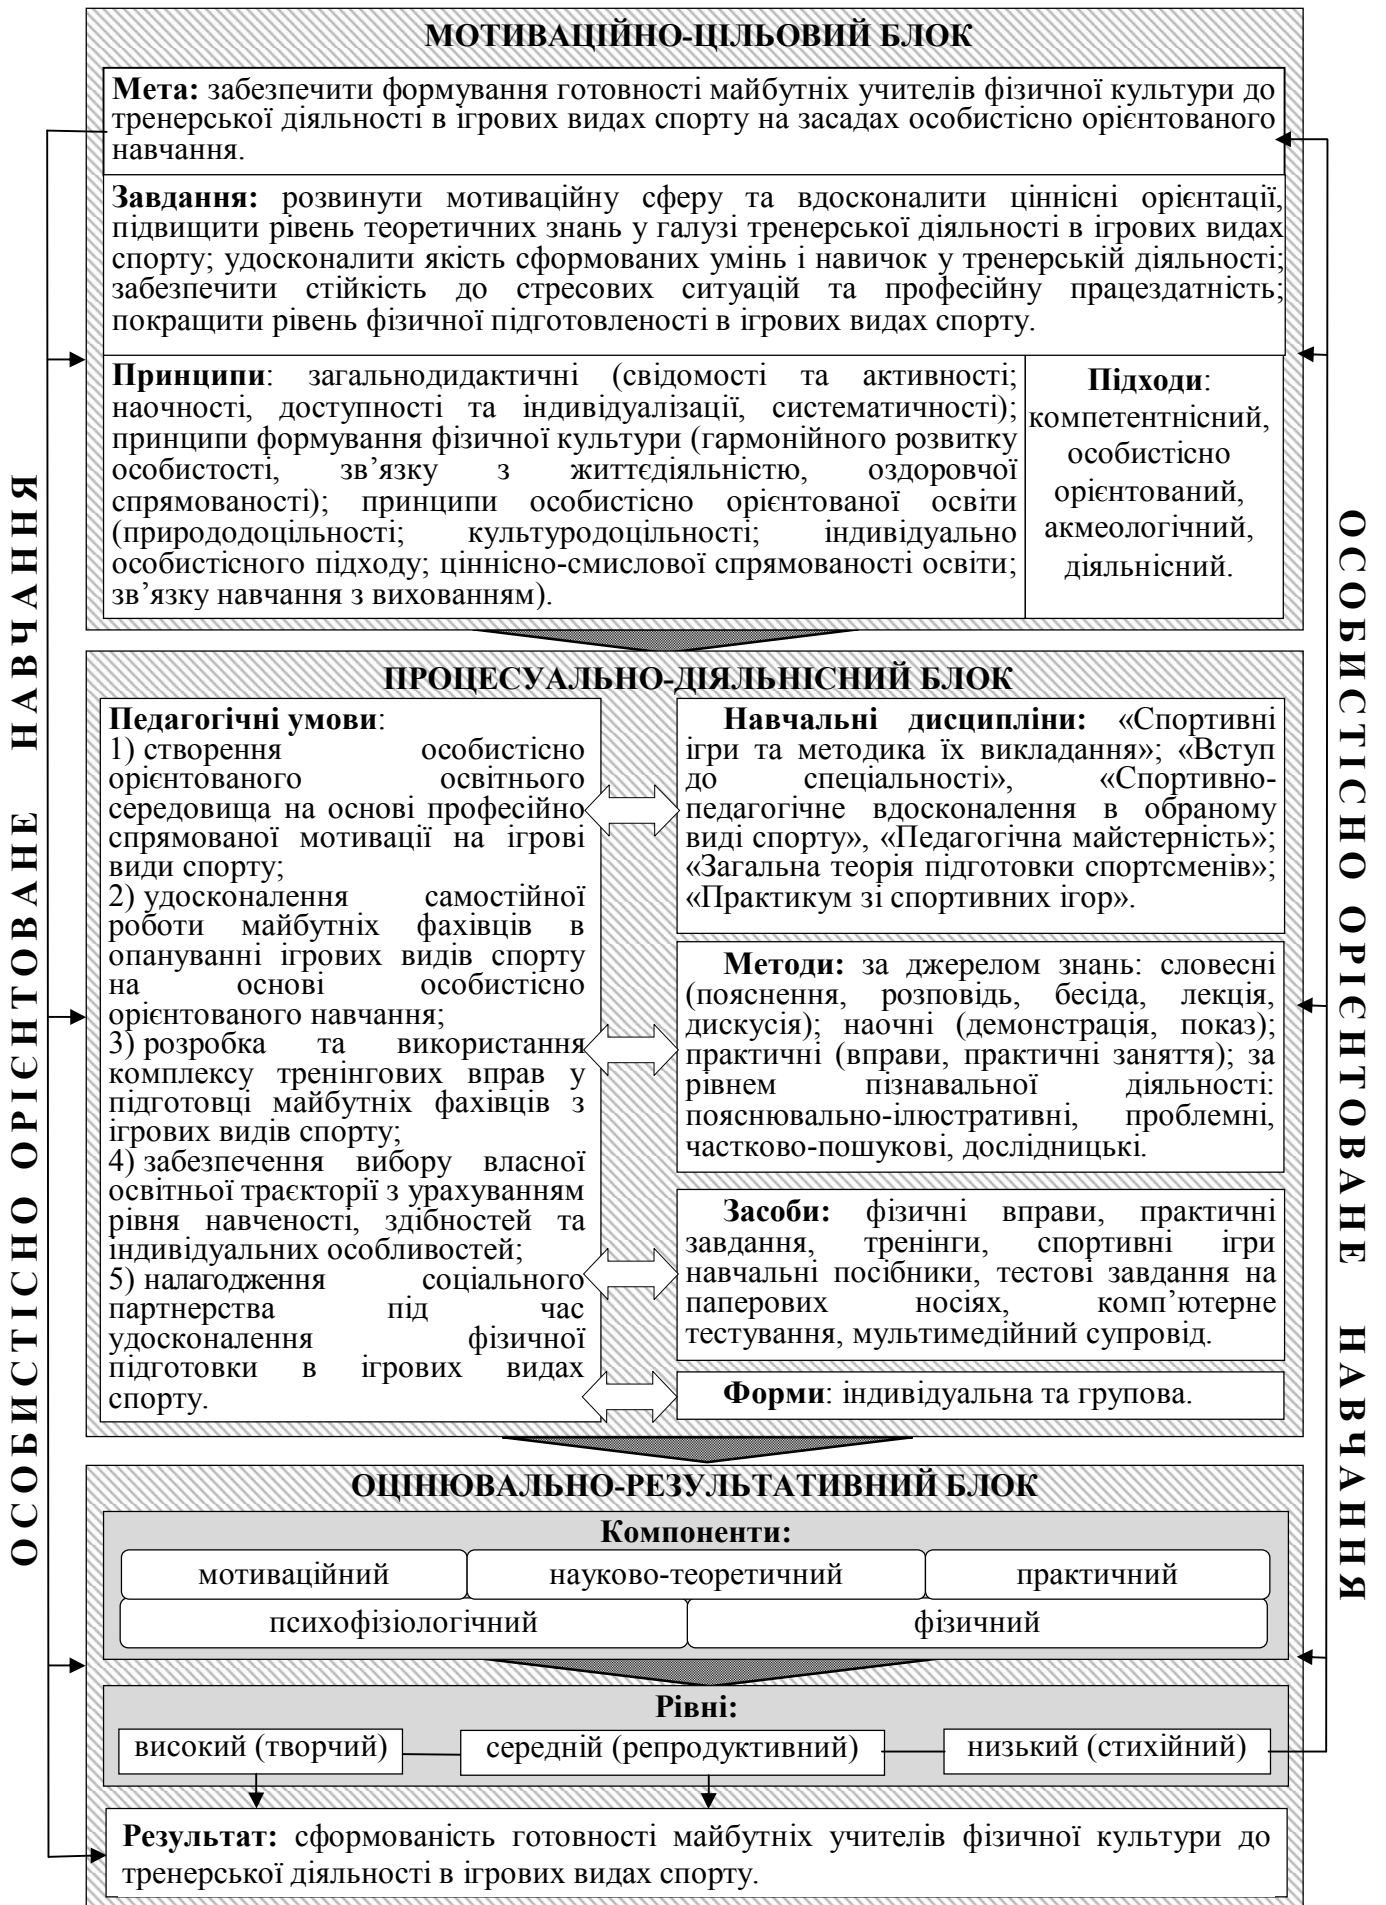 МОТИВАЦІЙНО-ЦІЛЬОВИЙ БЛОК
Мета: забезпечити формування готовності майбутніх учителів фізичної культури до
тренерської діяльності в ігрових видах спорту на засадах особистісно орієнтованого
навчання.
Завдання: розвинути мотиваційну сферу та вдосконалити ціннісні орієнтації,
підвищити рівень теоретичних знань у галузі тренерської діяльності в ігрових видах
спорту; удосконалити якість сформованих умінь і навичок у тренерській діяльності;
забезпечити стійкість до стресових ситуацій та професійну працездатність;
покращити рівень фізичної підготовленості в ігрових видах спорту.
Принципи: загальнодидактичні (свідомості та активності;
наочності, доступності та індивідуалізації, систематичності);
принципи формування фізичної культури (гармонійного розвитку
особистості, зв’язку з життєдіяльністю, оздоровчої
спрямованості); принципи особистісно орієнтованої освіти
(природодоцільності; культуродоцільності; індивідуально
особистісного підходу; ціннісно-смислової спрямованості освіти;
зв’язку навчання з вихованням).
Підходи:
компетентнісний,
особистісно
орієнтований,
акмеологічний,
діяльнісний.
ПРОЦЕСУАЛЬНО-ДІЯЛЬНІСНИЙ БЛОК
Педагогічні умови:
1) створення особистісно
орієнтованого освітнього
середовища на основі професійно
спрямованої мотивації на ігрові
види спорту;
2) удосконалення самостійної
роботи майбутніх фахівців в
опануванні ігрових видів спорту
на основі особистісно
орієнтованого навчання;
3) розробка та використання
комплексу тренінгових вправ у
підготовці майбутніх фахівців з
ігрових видів спорту;
4) забезпечення вибору власної
освітньої траєкторії з урахуванням
рівня навченості, здібностей та
індивідуальних особливостей;
5) налагодження соціального
партнерства під час
удосконалення фізичної
підготовки в ігрових видах
спорту.
Навчальні дисципліни: «Спортивні
ігри та методика їх викладання»; «Вступ
до спеціальності», «Спортивно-
педагогічне вдосконалення в обраному
виді спорту», «Педагогічна майстерність»;
«Загальна теорія підготовки спортсменів»;
«Практикум зі спортивних ігор».
Методи: за джерелом знань: словесні
(пояснення, розповідь, бесіда, лекція,
дискусія); наочні (демонстрація, показ);
практичні (вправи, практичні заняття); за
рівнем пізнавальної діяльності:
пояснювально-ілюстративні, проблемні,
частково-пошукові, дослідницькі.
Засоби: фізичні вправи, практичні
завдання, тренінги, спортивні ігри
навчальні посібники, тестові завдання на
паперових носіях, комп’ютерне
тестування, мультимедійний супровід.
Форми: індивідуальна та групова.
ОЦІНЮВАЛЬНО-РЕЗУЛЬТАТИВНИЙ БЛОК
Компоненти:
мотиваційний науково-теоретичний практичний
психофізіологічний фізичний
Рівні:
високий (творчий) середній (репродуктивний) низький (стихійний)
Результат: сформованість готовності майбутніх учителів фізичної культури до
тренерської діяльності в ігрових видах спорту.
ОСОБИСТІСНО ОРІЄНТОВАНЕ НАВЧАННЯ
ОСОБИСТІСНО ОРІЄНТОВАНЕ НАВЧАННЯ